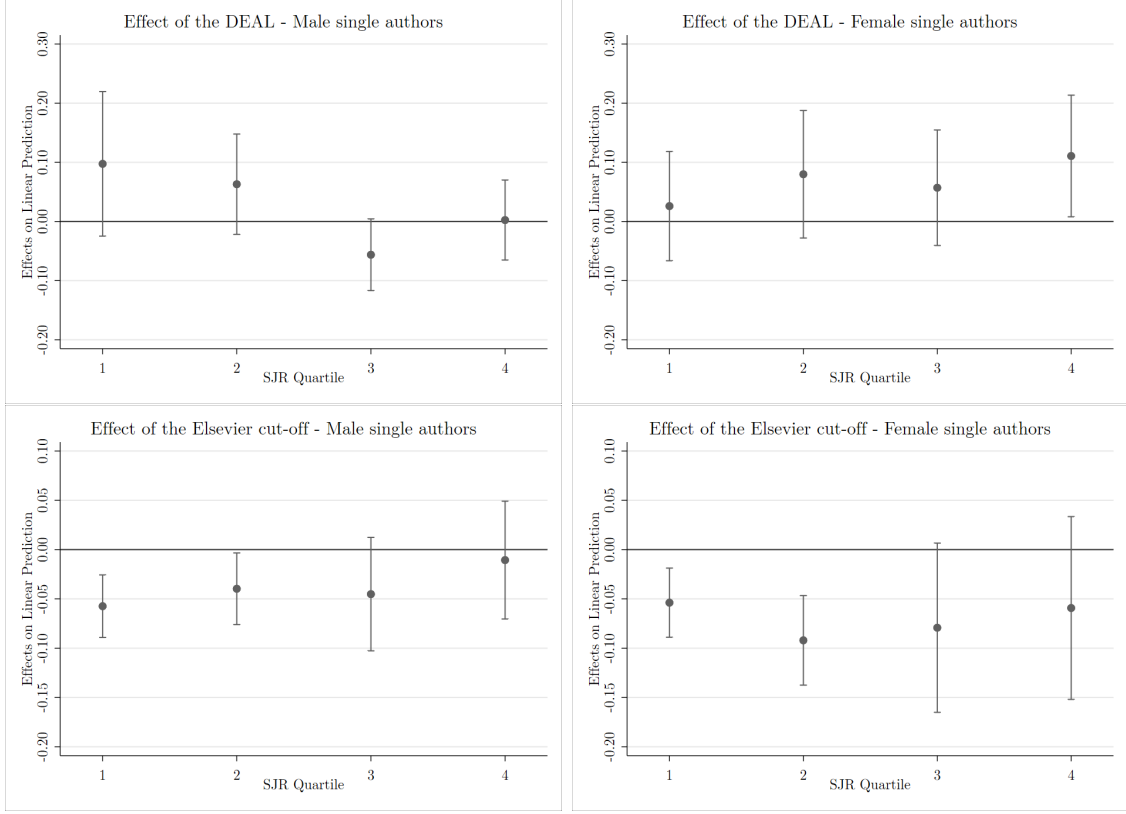 Effect of the DEAL - Male single authors
Effects on Linear Prediction
0.30
0.20
0.10
0.00
-0.10
-0.20
1 2 3 4
SJR Quartile
Effect of the DEAL - Female single authors
Effects on Linear Prediction
0.30
0.20
0.10
0.00
-0.10
-0.20
1 2 3 4
SJR Quartile
Effect of the Elsevier cut-off - Male single authors
Effects on Linear Prediction
0.10
0.05
0.00
-0.05
-0.10
-0.15
-0.20
1 2 3 4
SJR Quartile
Effect of the Elsevier cut-off - Female single authors
Effects on Linear Prediction
0.10
0.05
0.00
-0.05
-0.10
-0.15
-0.20
1 2 3 4
SJR Quartile